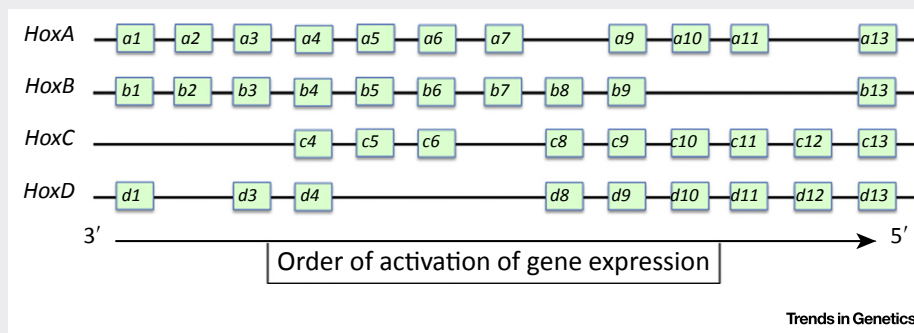 HoxA a1 a2 a3 a4 a5 a6 a7 a9 a10 a11 a13
HoxB b1 b2 b3 b4 b5 b6 b7 b8 b9 b13
HoxC c4 c5 c6 c8 c9 c10 c11 c12 c13
HoxD d1 d3 d4 d8 d9 d10 d11 d12 d13
3′ 5′
Order of activation of gene expression
Trends in Genetics